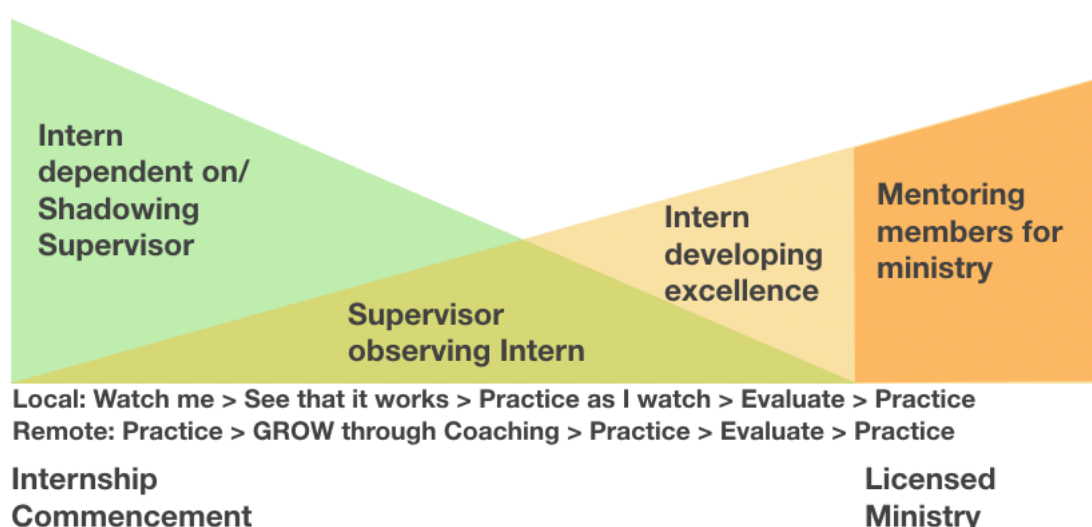 Intern
dependent on/
Shadowing
Supervisor
Supervisor
observing Intern
Intern
developing
excellence
Mentoring
members for
ministry
Local: Watch me > See that it works > Practice as I watch > Evaluate > Practice
Remote: Practice > GROW through Coaching > Practice > Evaluate > Practice
Internship
Commencement
Licensed
Ministry